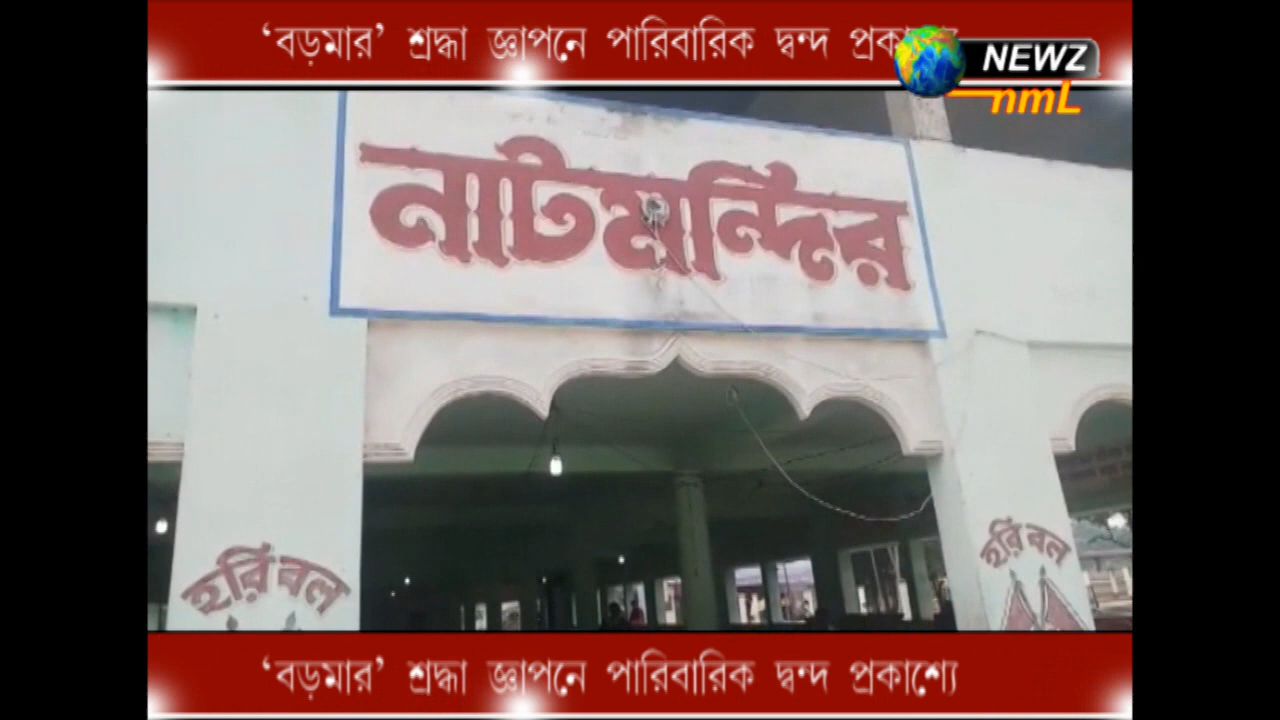 ‘বড়মার’ শ্রদ্ধা জ্ঞাপনে পারিবারিক দ্বন্দ প্রকাশ্যে
NEWZ
nmL
নাটমন্দির
হরি বল
হরি বল
‘বড়মার’ শ্রদ্ধা জ্ঞাপনে পারিবারিক দ্বন্দ প্রকাশ্যে